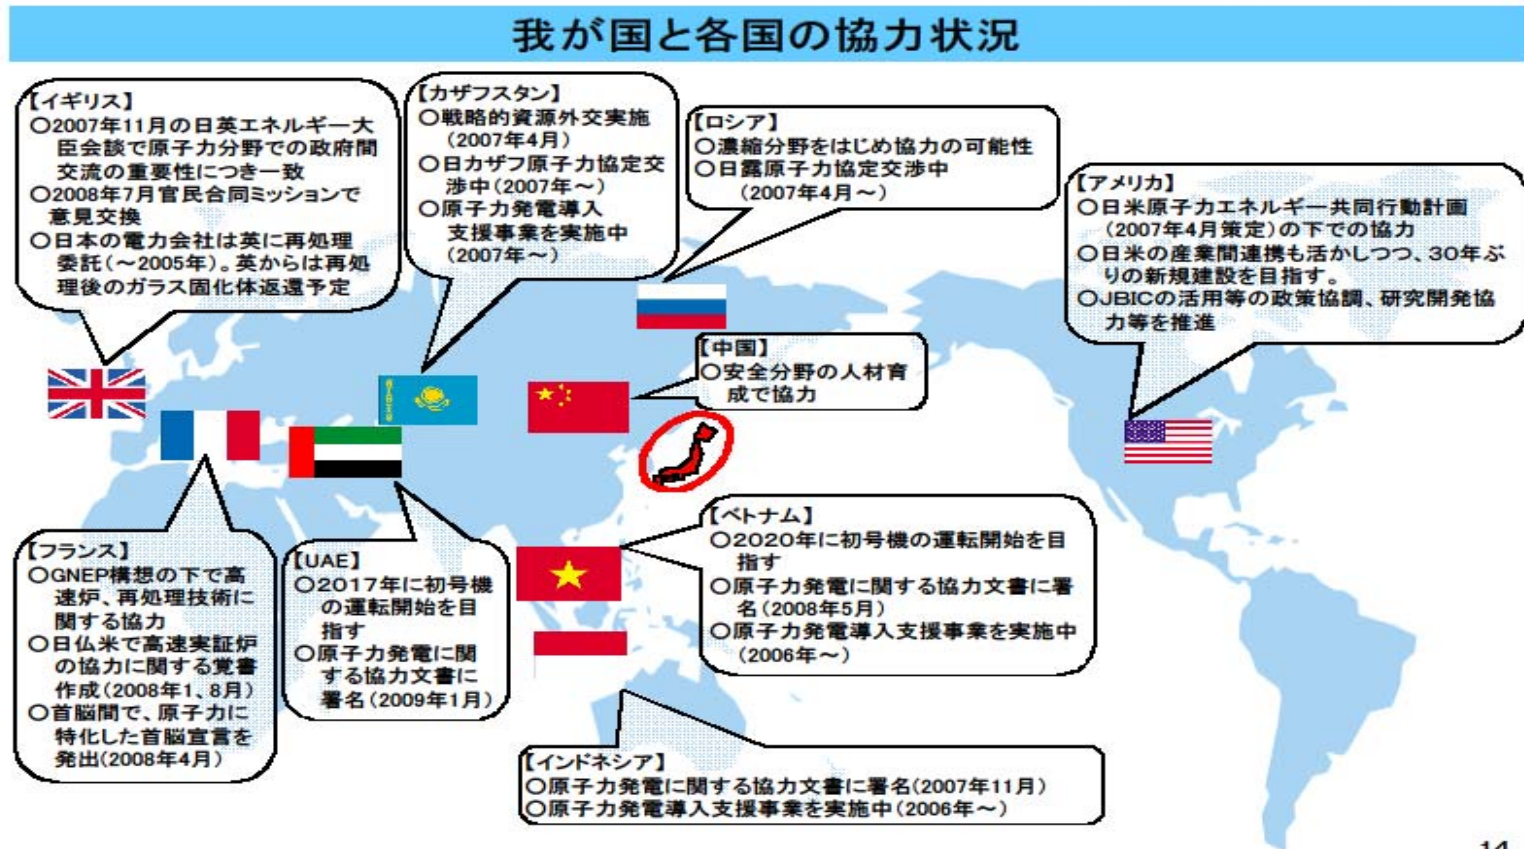 我が国と各国の協力状況
【イギリス】
○2007年11月の日英エネルギー大
臣会談で原子力分野での政府間
交流の重要性につき一致
○2008年7月官民合同ミッションで
意見交換
○日本の電力会社は英に再処理
委託(～2005年)。英からは再処
理後のガラス固化体返還予定
【カザフスタン】
○戦略的資源外交実施
(2007年4月)
○日カザフ原子力協定交
渉中(2007年～)
○原子力発電導入
支援事業を実施中
(2007年～)
【ロシア】
○濃縮分野をはじめ協力の可能性
○日露原子力協定交渉中
(2007年4月～)
【アメリカ】
○日米原子力エネルギー共同行動計画
(2007年4月策定)の下での協力
○日米の産業間連携も活かしつつ、30年ぶ
りの新規建設を目指す。
○JBICの活用等の政策協調、研究開発協
力等を推進
【中国】
○安全分野の人材育
成で協力
【フランス】
○GNEP構想の下で高
速炉、再処理技術に
関する協力
○日仏米で高速実証炉
の協力に関する覚書
作成(2008年1、8月)
○首脳間で、原子力に
特化した首脳宣言を
発出(2008年4月)
【UAE】
○2017年に初号機
の運転開始を目
指す
○原子力発電に関
する協力文書に
署名(2009年1月)
【ベトナム】
○2020年に初号機の運転開始を目
指す
○原子力発電に関する協力文書に署
名(2008年5月)
○原子力発電導入支援事業を実施中
(2006年～)
【インドネシア】
○原子力発電に関する協力文書に署名(2007年11月)
○原子力発電導入支援事業を実施中(2006年～)
14